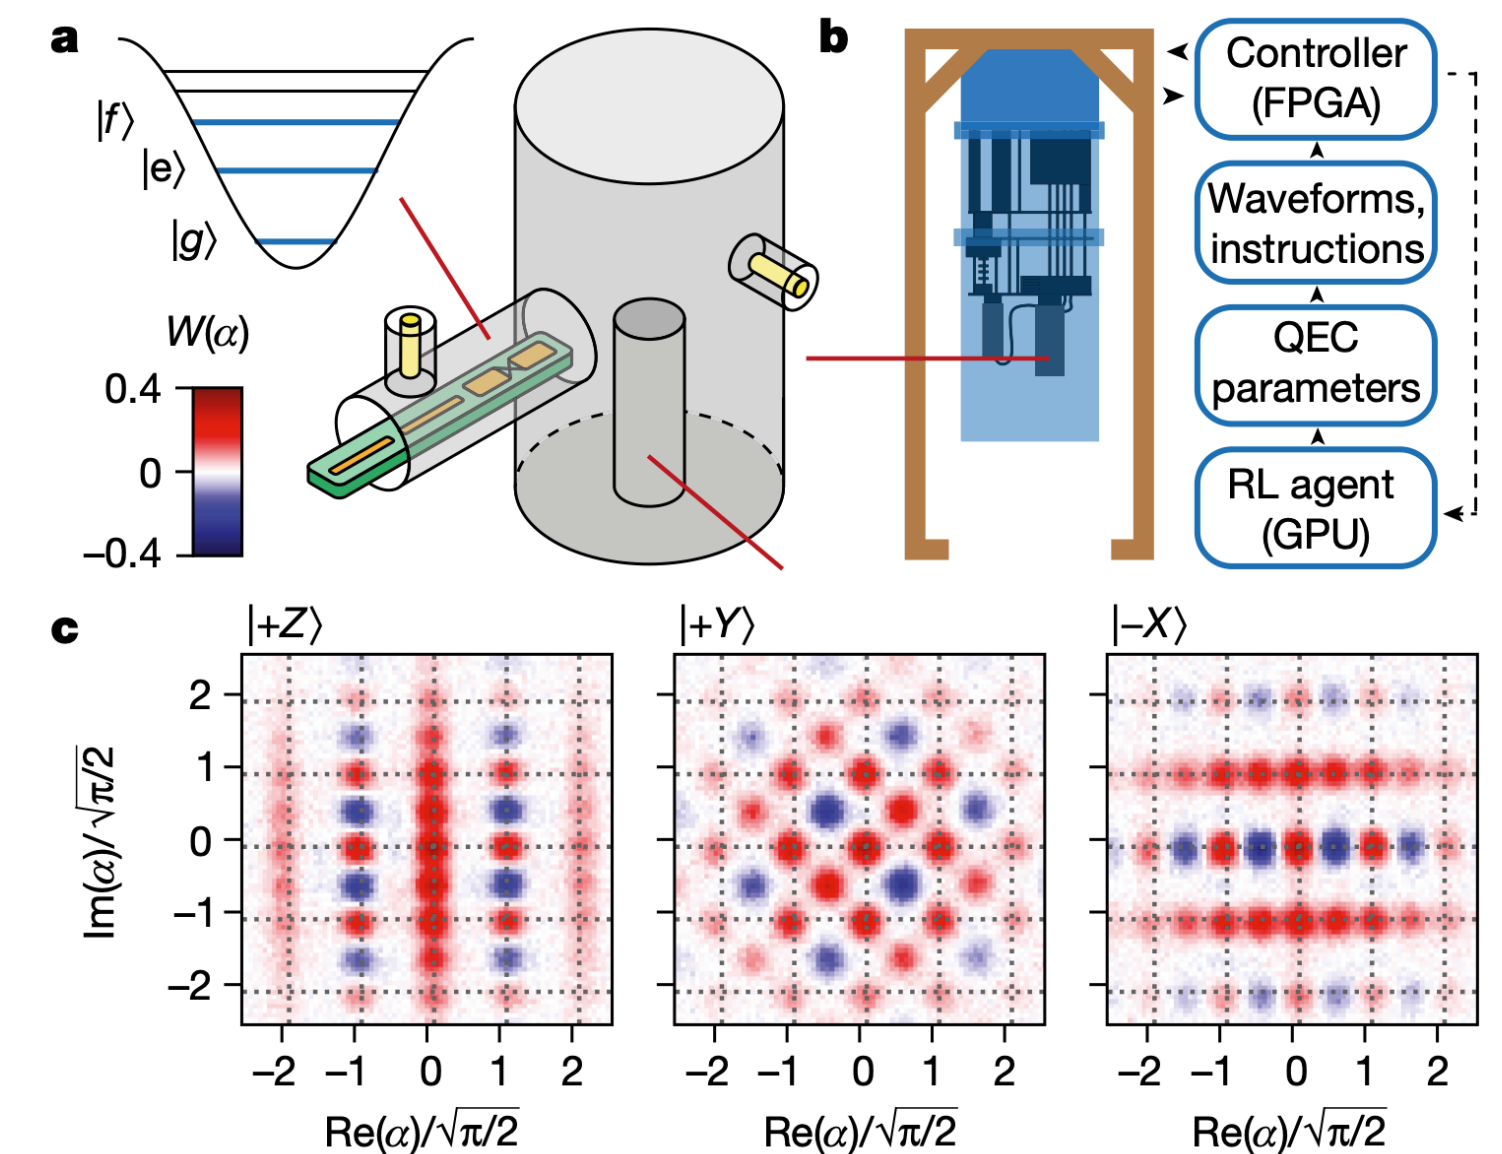 a
|f⟩
|e⟩
|g⟩
W(α)
0.4
0
−0.4
b
Controller
(FPGA)
Waveforms,
instructions
QEC
parameters
RL agent
(GPU)
c
|+Z⟩
|+Y⟩
|−X⟩
Im(α)/√π/2
2
1
0
−1
−2
−2 −1 0 1 2
−2 −1 0 1 2
−2 −1 0 1 2
Re(α)/√π/2
Re(α)/√π/2
Re(α)/√π/2